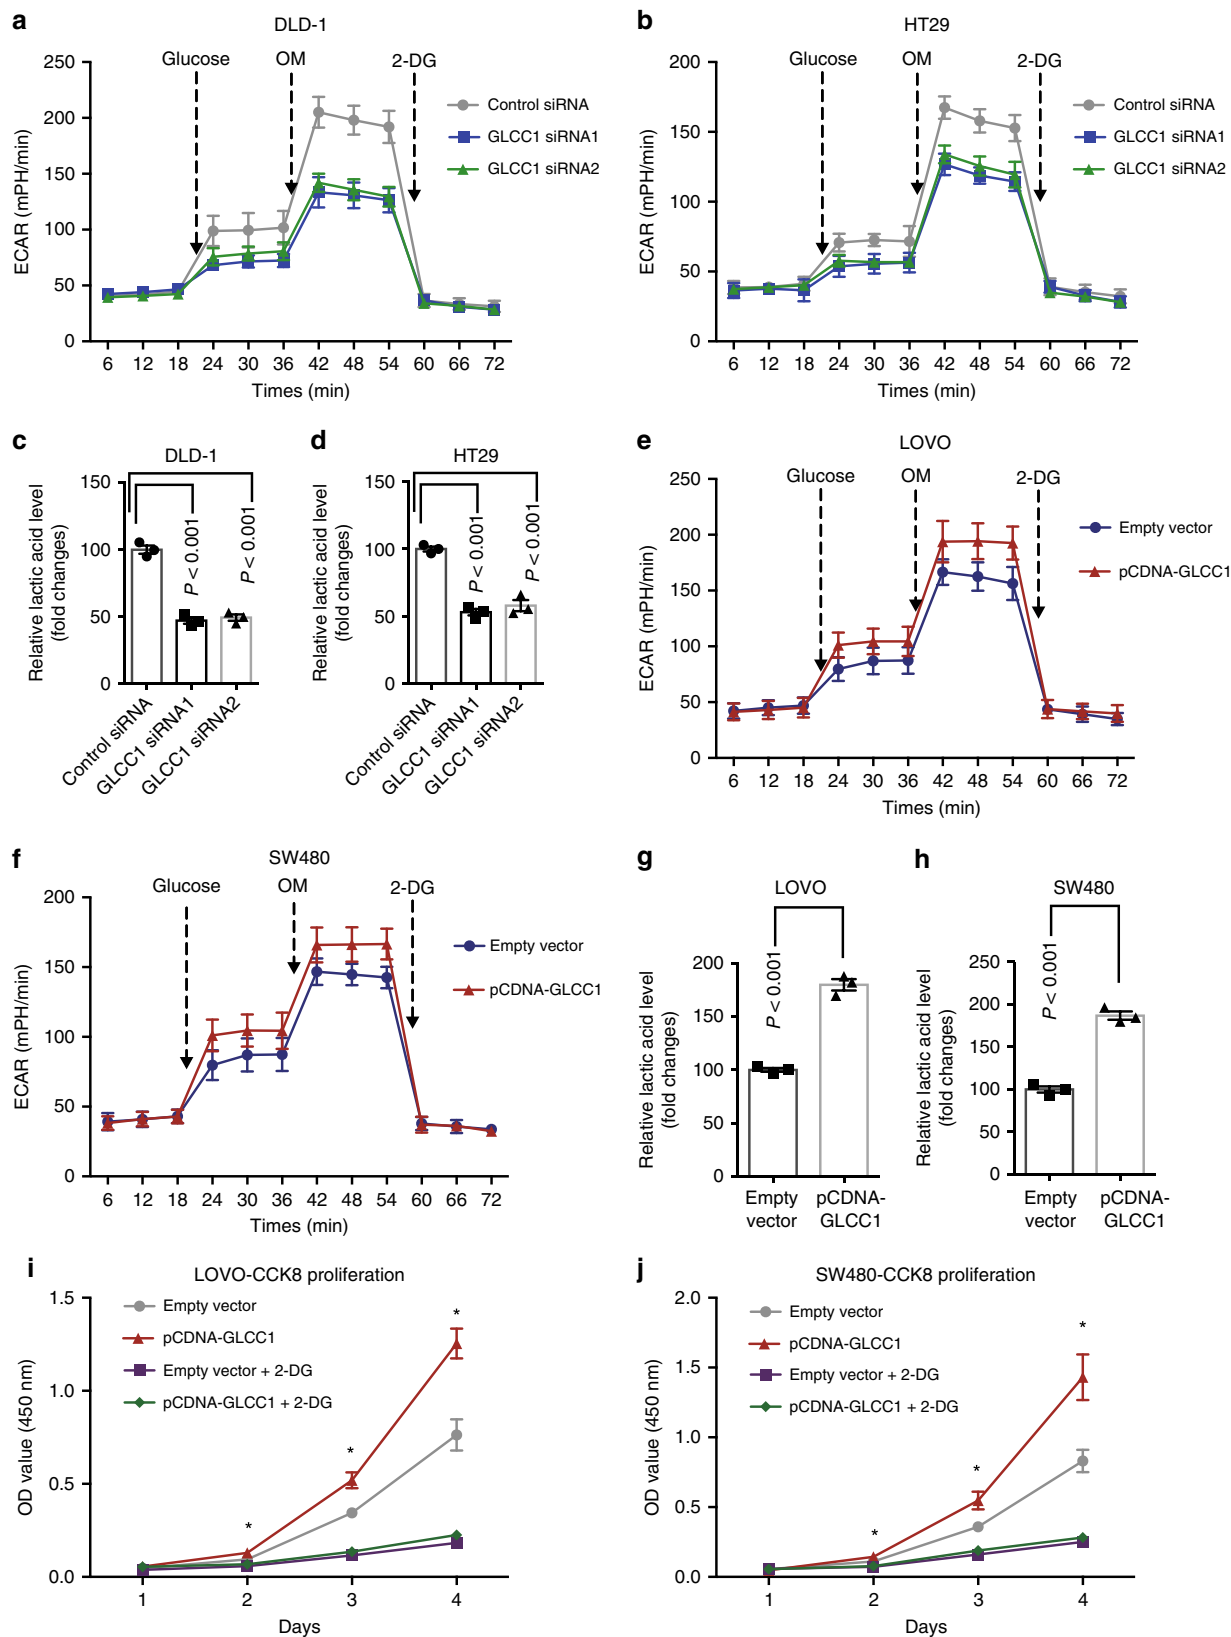 a
DLD-1
Glucose
OM
2-DG
250
200
150
100
50
0
ECAR (mPH/min)
6 12 18 24 30 36 42 48 54 60 66 72
Times (min)
Control siRNA
GLCC1 siRNA1
GLCC1 siRNA2
b
HT29
Glucose
OM
2-DG
200
150
100
50
0
ECAR (mPH/min)
6 12 18 24 30 36 42 48 54 60 66 72
Times (min)
Control siRNA
GLCC1 siRNA1
GLCC1 siRNA2
c
DLD-1
150
100
50
0
Relative lactic acid level
(fold changes)
P < 0.001
P < 0.001
Control siRNA
GLCC1 siRNA1
GLCC1 siRNA2
d
HT29
150
100
50
0
Relative lactic acid level
(fold changes)
P < 0.001
P < 0.001
Control siRNA
GLCC1 siRNA1
GLCC1 siRNA2
e
LOVO
Glucose
OM
2-DG
250
200
150
100
50
0
ECAR (mPH/min)
6 12 18 24 30 36 42 48 54 60 66 72
Times (min)
Empty vector
pCDNA-GLCC1
f
SW480
Glucose
OM
2-DG
200
150
100
50
0
ECAR (mPH/min)
6 12 18 24 30 36 42 48 54 60 66 72
Times (min)
Empty vector
pCDNA-GLCC1
g
LOVO
200
150
100
50
0
Relative lactic acid level
(fold changes)
P < 0.001
Empty
vector
pCDNA-
GLCC1
h
SW480
250
200
150
100
50
0
Relative lactic acid level
(fold changes)
P < 0.001
Empty
vector
pCDNA-
GLCC1
i
LOVO-CCK8 proliferation
1.5
1.0
0.5
0.0
OD value (450 nm)
Empty vector
pCDNA-GLCC1
Empty vector + 2-DG
pCDNA-GLCC1 + 2-DG
*
*
*
1 2 3 4
Days
j
SW480-CCK8 proliferation
2.0
1.5
1.0
0.5
0.0
OD value (450 nm)
Empty vector
pCDNA-GLCC1
Empty vector + 2-DG
pCDNA-GLCC1 + 2-DG
*
*
*
1 2 3 4
Days